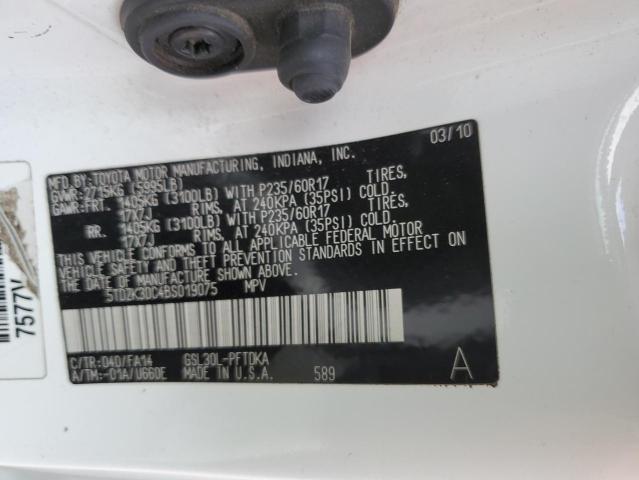 03/10
MFD.BY:TOYOTA MOTOR MANUFACTURING, INDIANA, INC.
GVWR:2715KG (5995LB)
GAWR:FRT. 1405KG (3100LB) WITH P235/60R17 TIRES,
17X7J RIMS, AT 240KPA (35PSI) COLD.
RR. 1405KG (3100LB) WITH P235/60R17 TIRES,
17X7J RIMS, AT 240KPA (35PSI) COLD.
THIS VEHICLE CONFORMS TO ALL APPLICABLE FEDERAL MOTOR
VEHICLE SAFETY AND THEFT PREVENTION STANDARDS IN EFFECT ON
THE DATE OF MANUFACTURE SHOWN ABOVE.
5TDZK3DC4BS019075 MPV
C/TR:040/FA14 GSL30L-PFTDKA
A/TM:-01A/U660E MADE IN U.S.A. 589
A
7577V